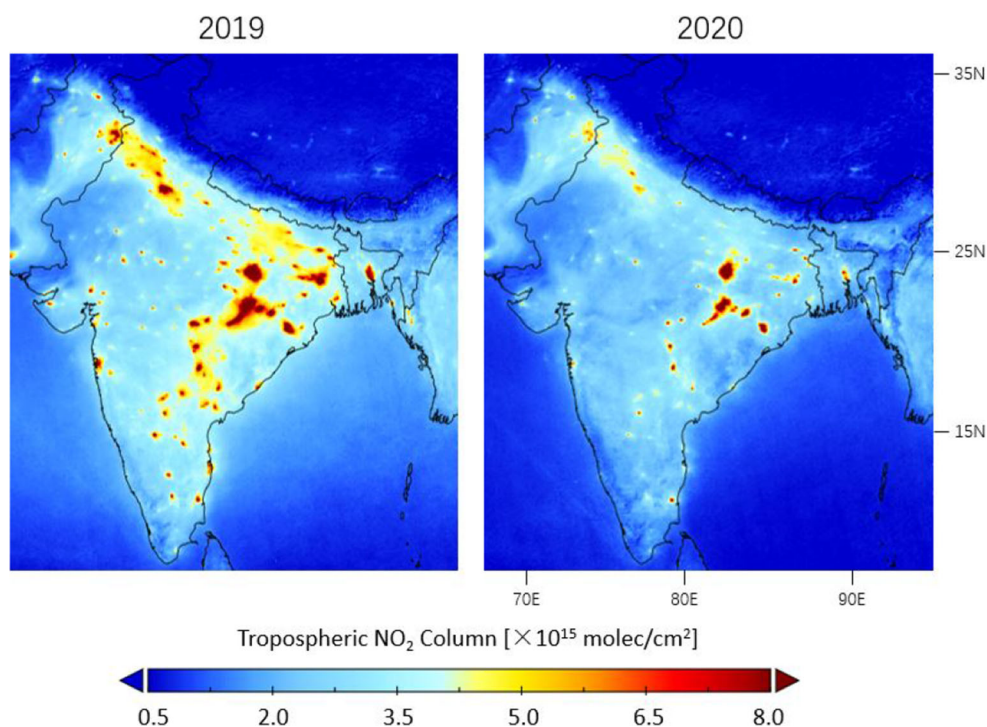 2019 2020
35N
25N
15N
70E 80E 90E
Tropospheric NO₂ Column [×10¹⁵ molec/cm²]
0.5 2.0 3.5 5.0 6.5 8.0